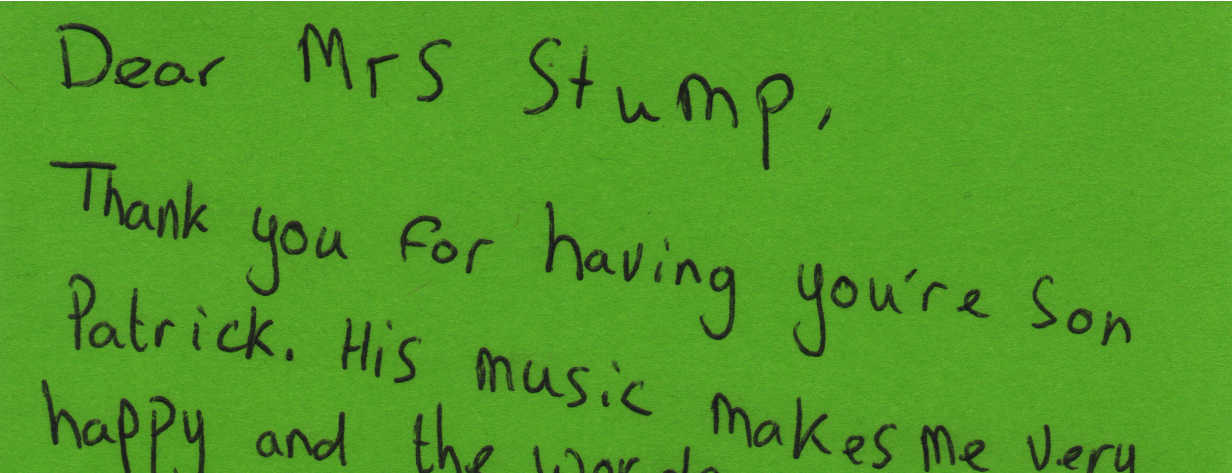 Dear Mrs Stump,
Thank you for having you're son
Patrick. His music makes me very
happy and the words